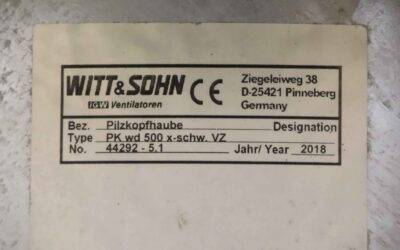 WITT&SOHN CE Ziegeleiweg 38
JGW Ventilatoren D-25421 Pinneberg
Germany
Bez. Pilzkopfhaube Designation
Type PK wd 500 x-schw. VZ
No. 44292 - 5.1 Jahr/ Year 2018